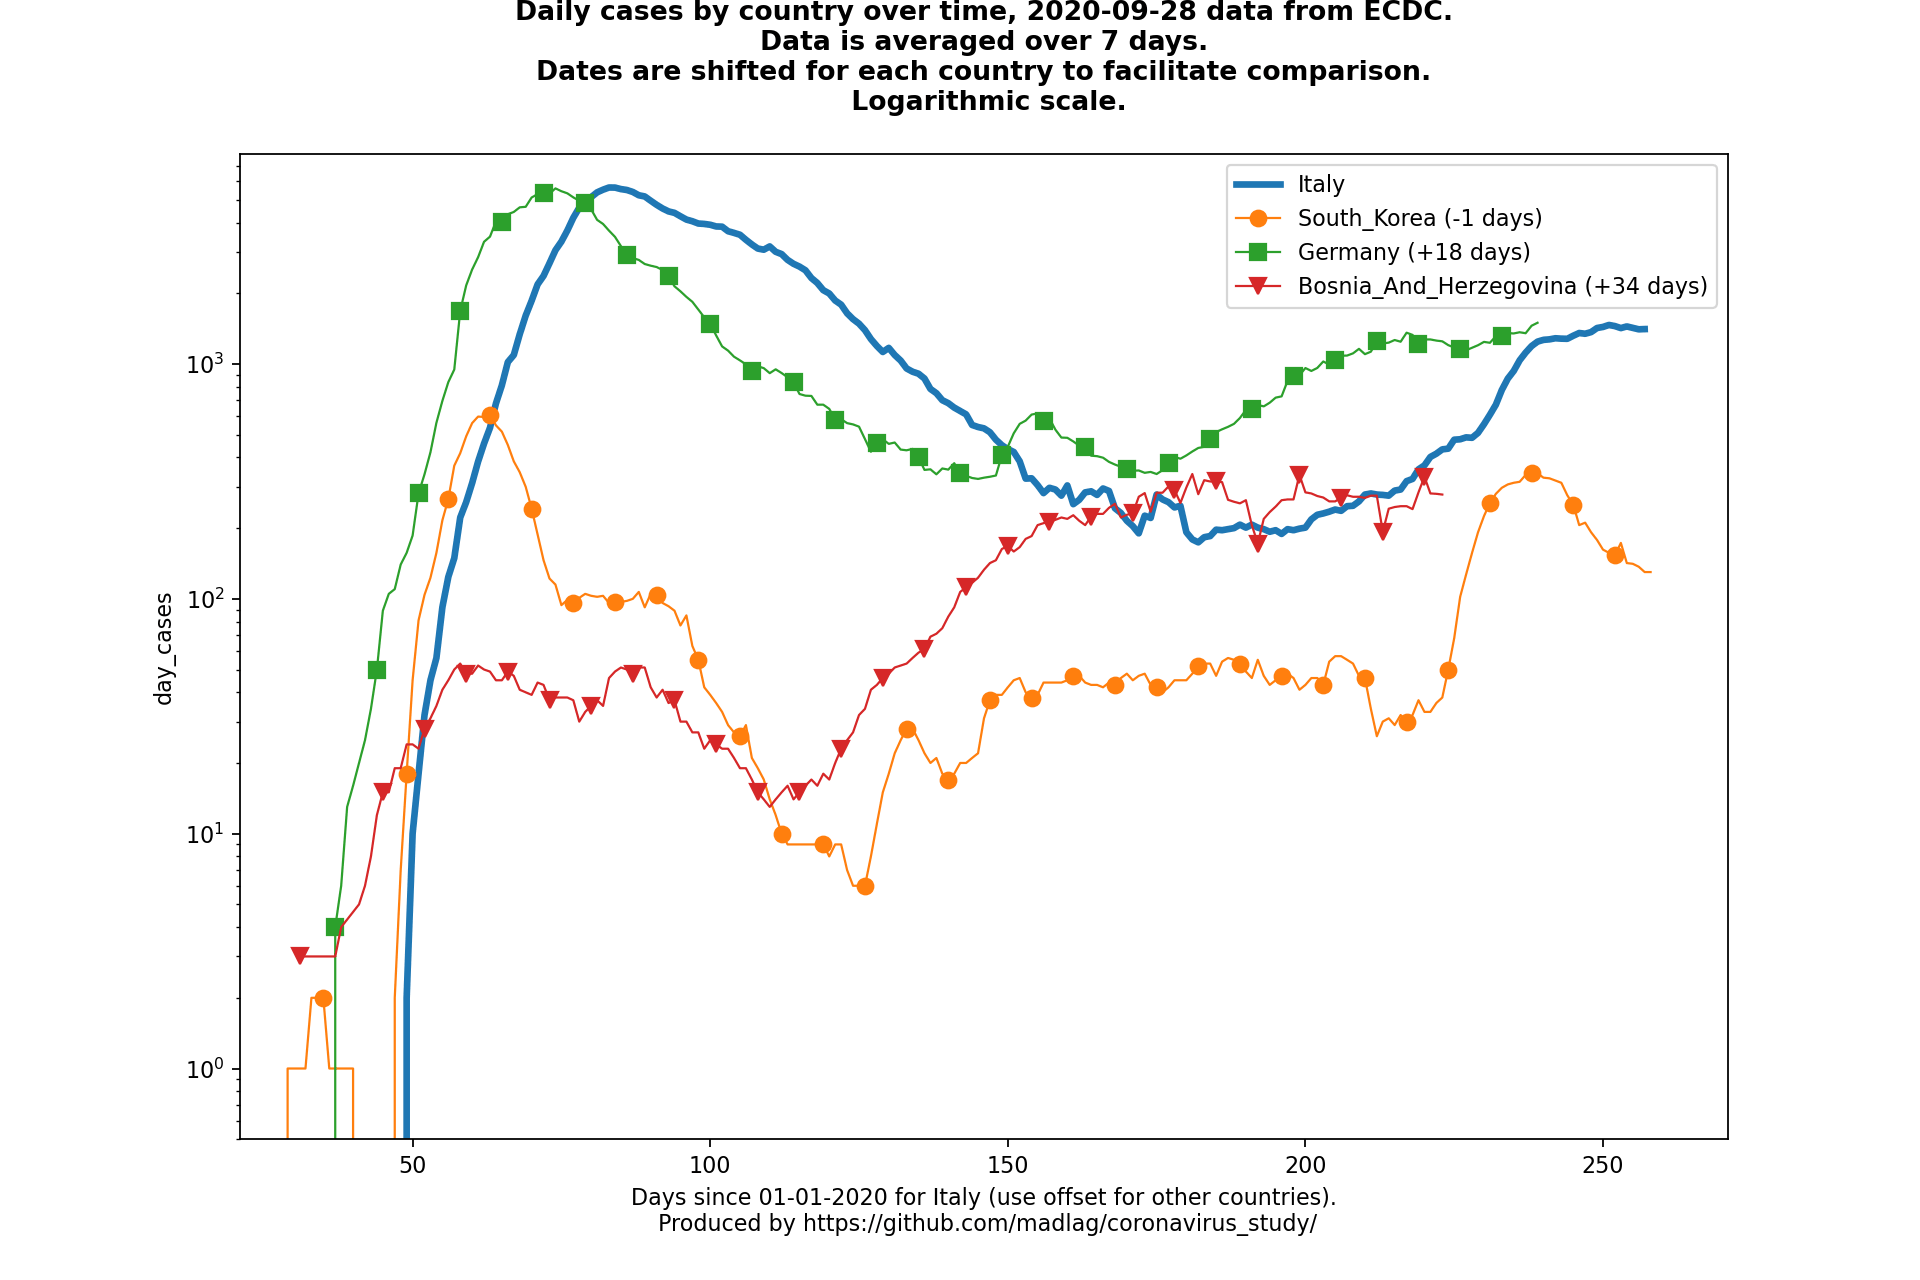 Daily cases by country over time, 2020-09-28 data from ECDC.
Data is averaged over 7 days.
Dates are shifted for each country to facilitate comparison.
Logarithmic scale.
Italy
South_Korea (-1 days)
Germany (+18 days)
Bosnia_And_Herzegovina (+34 days)
day_cases
10³
10²
10¹
10⁰
50 100 150 200 250
Days since 01-01-2020 for Italy (use offset for other countries).
Produced by https://github.com/madlag/coronavirus_study/